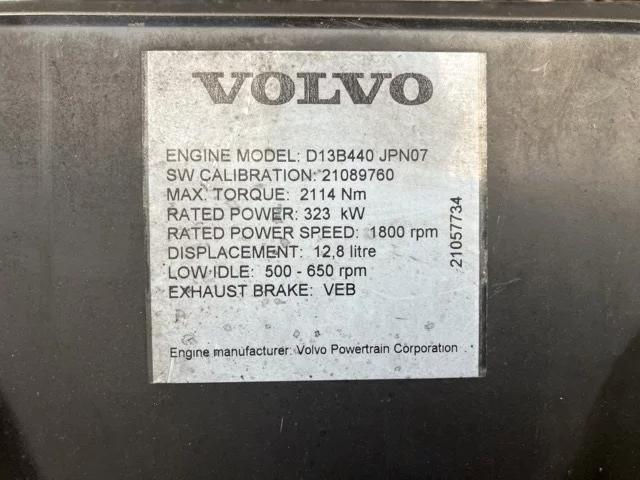 VOLVO
ENGINE MODEL: D13B440 JPN07
SW CALIBRATION: 21089760
MAX. TORQUE: 2114 Nm
RATED POWER: 323 kW
RATED POWER SPEED: 1800 rpm
DISPLACEMENT: 12,8 litre
LOW IDLE: 500 - 650 rpm
EXHAUST BRAKE: VEB
21057734
Engine manufacturer: Volvo Powertrain Corporation